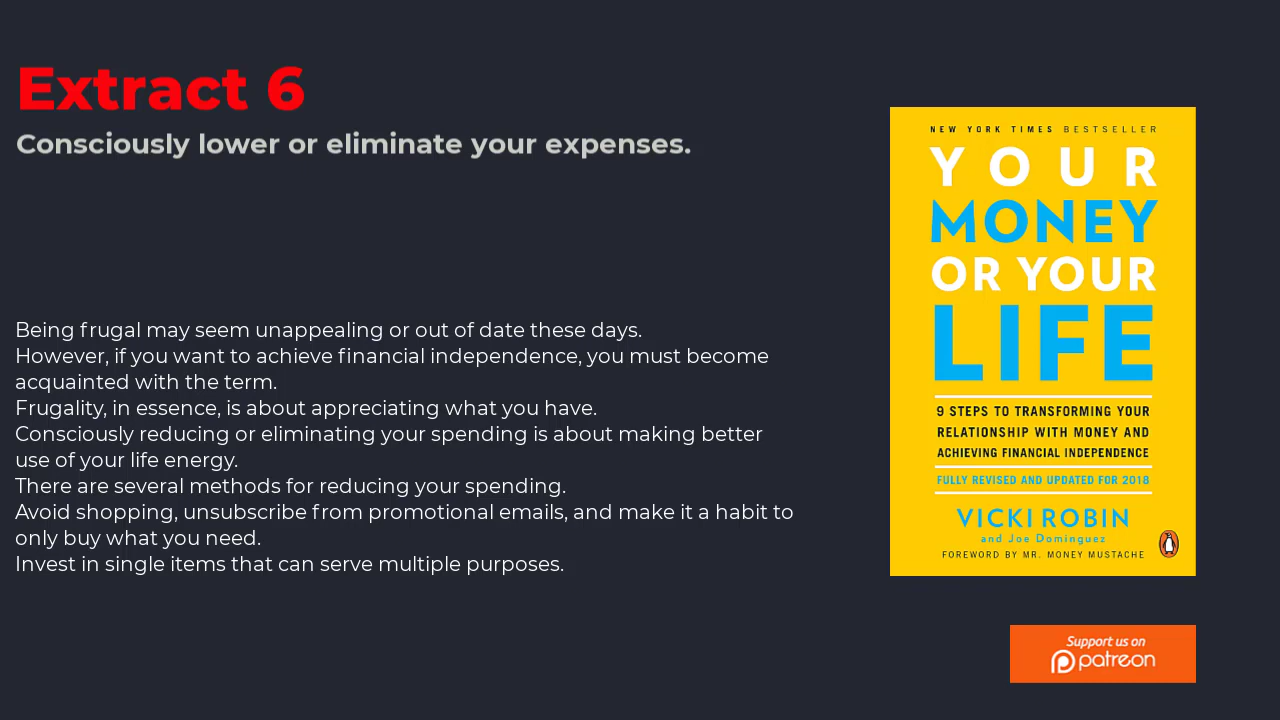 Extract 6
Consciously lower or eliminate your expenses.
Being frugal may seem unappealing or out of date these days.
However, if you want to achieve financial independence, you must become
acquainted with the term.
Frugality, in essence, is about appreciating what you have.
Consciously reducing or eliminating your spending is about making better
use of your life energy.
There are several methods for reducing your spending.
Avoid shopping, unsubscribe from promotional emails, and make it a habit to
only buy what you need.
Invest in single items that can serve multiple purposes.
NEW YORK TIMES BESTSELLER
YOUR
MONEY
OR YOUR
LIFE
9 STEPS TO TRANSFORMING YOUR
RELATIONSHIP WITH MONEY AND
ACHIEVING FINANCIAL INDEPENDENCE
FULLY REVISED AND UPDATED FOR 2018
VICKI ROBIN
and Joe Dominguez
FOREWORD BY MR. MONEY MUSTACHE
Support us on
patreon